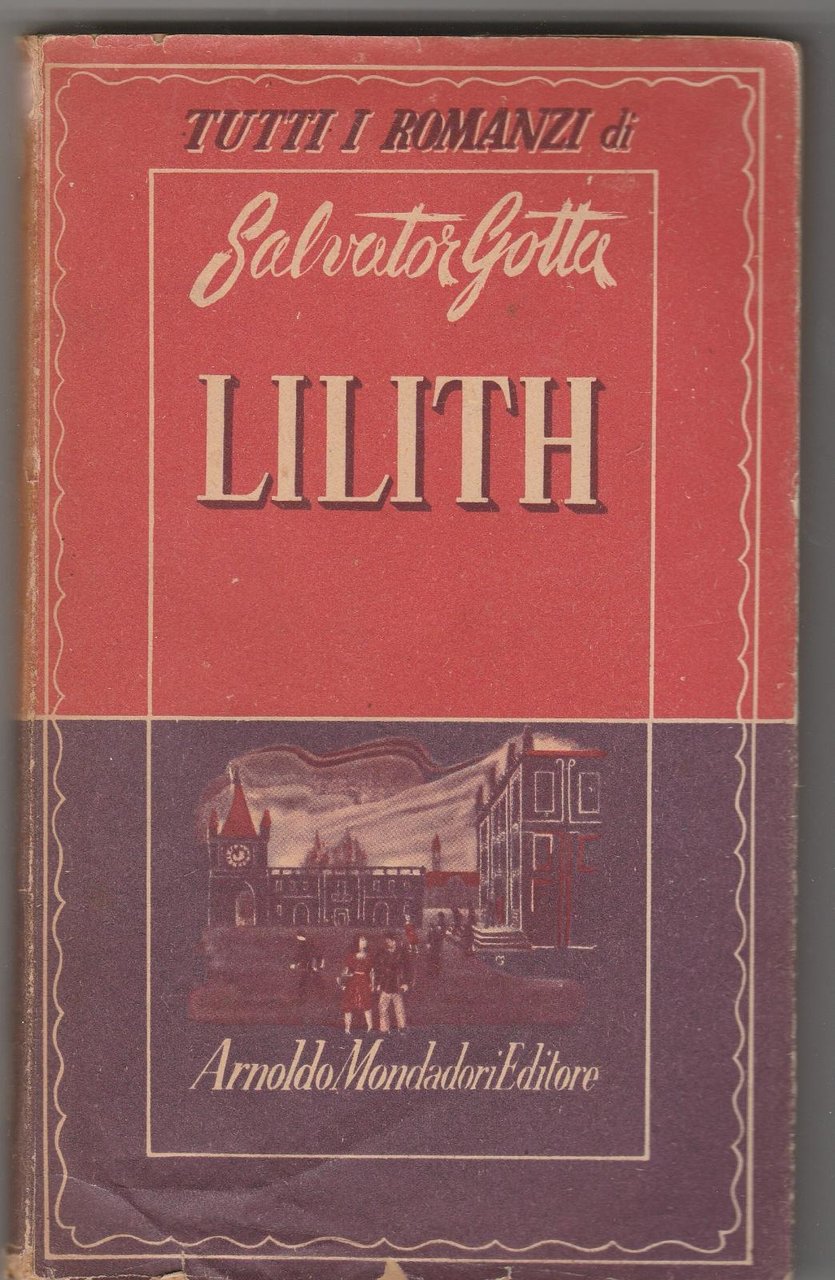 TUTTI I ROMANZI di
Salvator Gotta
LILITH
Arnoldo Mondadori Editore